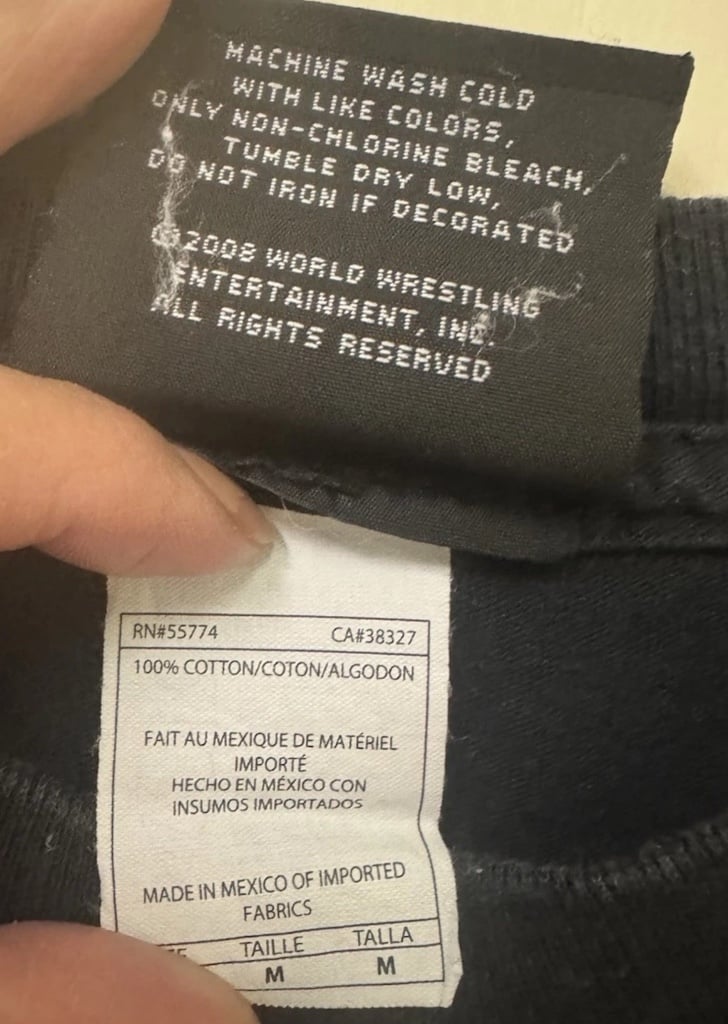 MACHINE WASH COLD
WITH LIKE COLORS,
ONLY NON-CHLORINE BLEACH,
TUMBLE DRY LOW,
DO NOT IRON IF DECORATED
©2008 WORLD WRESTLING
ENTERTAINMENT, INC.
ALL RIGHTS RESERVED
RN#55774 CA#38327
100% COTTON/COTON/ALGODON
FAIT AU MEXIQUE DE MATÉRIEL
IMPORTÉ
HECHO EN MÉXICO CON
INSUMOS IMPORTADOS
MADE IN MEXICO OF IMPORTED
FABRICS
TAILLE TALLA
M M